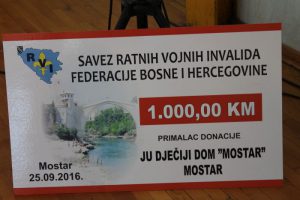 RVI
SAVEZ RATNIH VOJNIH INVALIDA
FEDERACIJE BOSNE I HERCEGOVINE
1.000,00 KM
PRIMALAC DONACIJE
JU DJEČIJI DOM "MOSTAR"
MOSTAR
Mostar
25.09.2016.